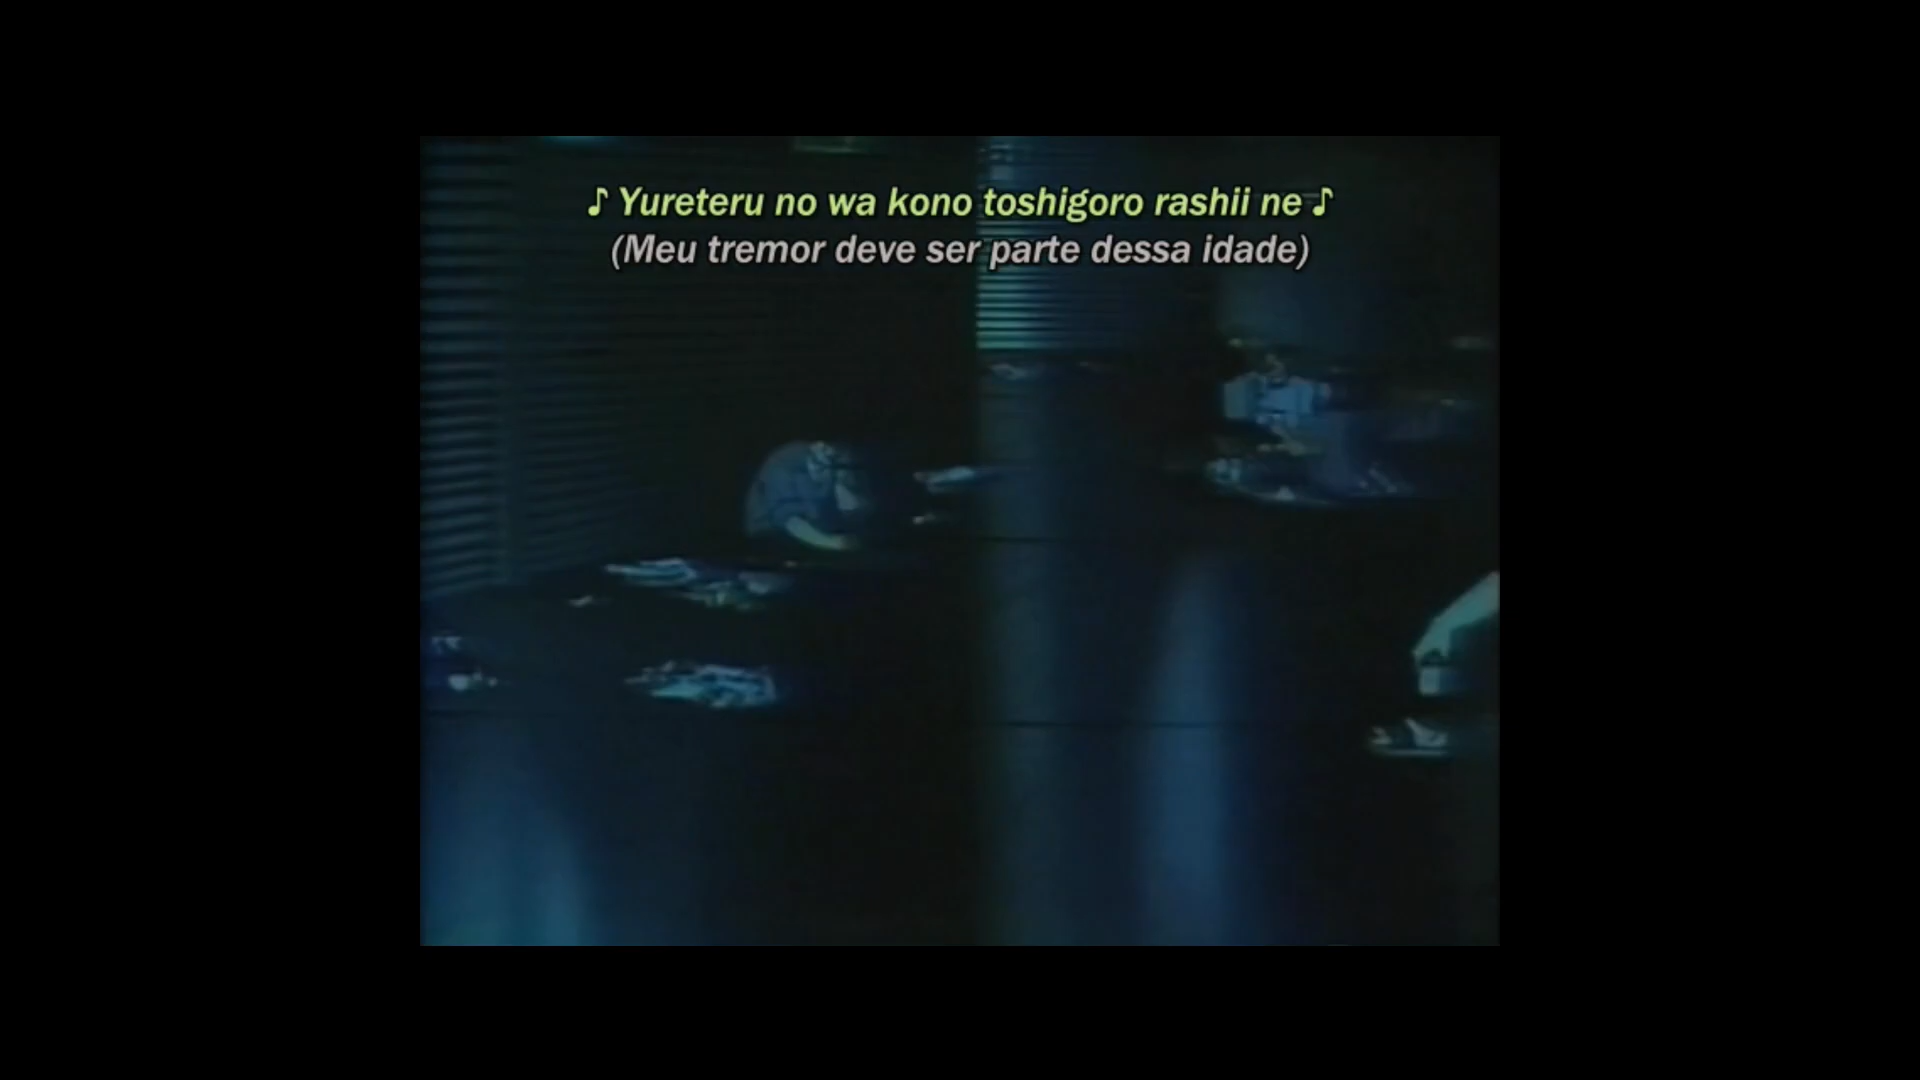 ♪ Yureteru no wa kono toshigoro rashii ne ♪
(Meu tremor deve ser parte dessa idade)